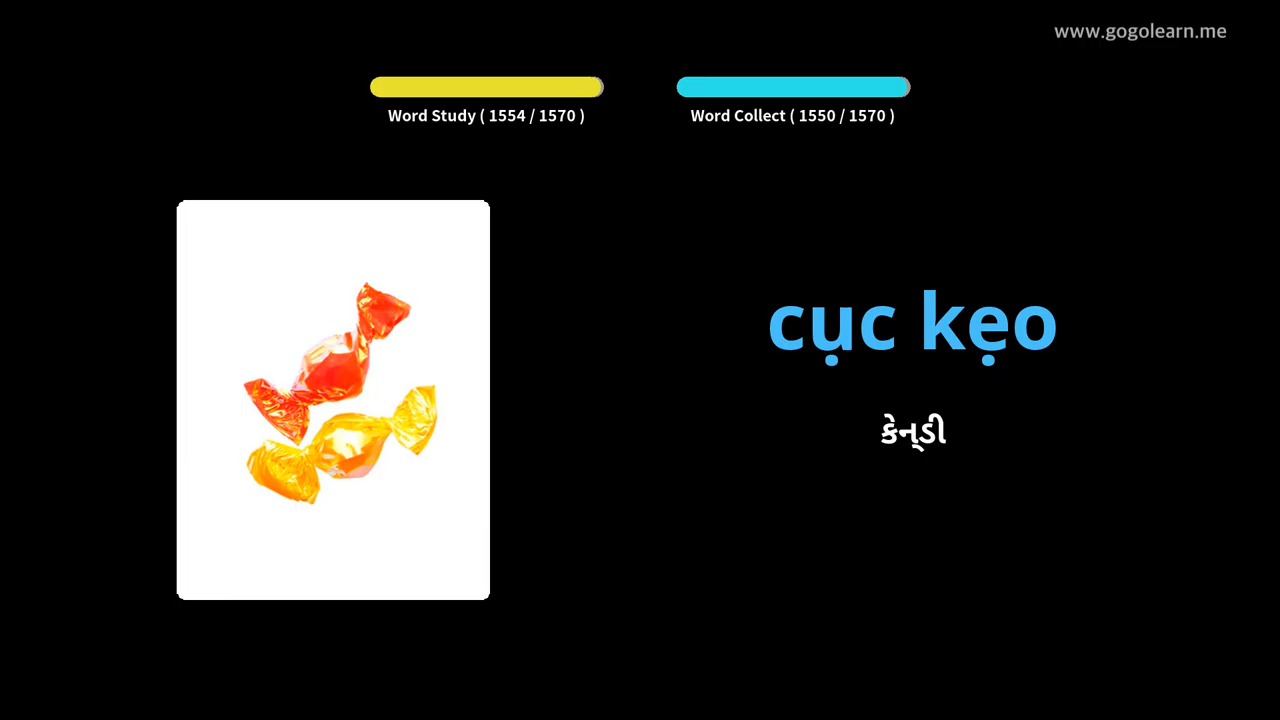 www.gogolearn.me
Word Study ( 1554 / 1570 )
Word Collect ( 1550 / 1570 )
cục kẹo
કેન્ડી